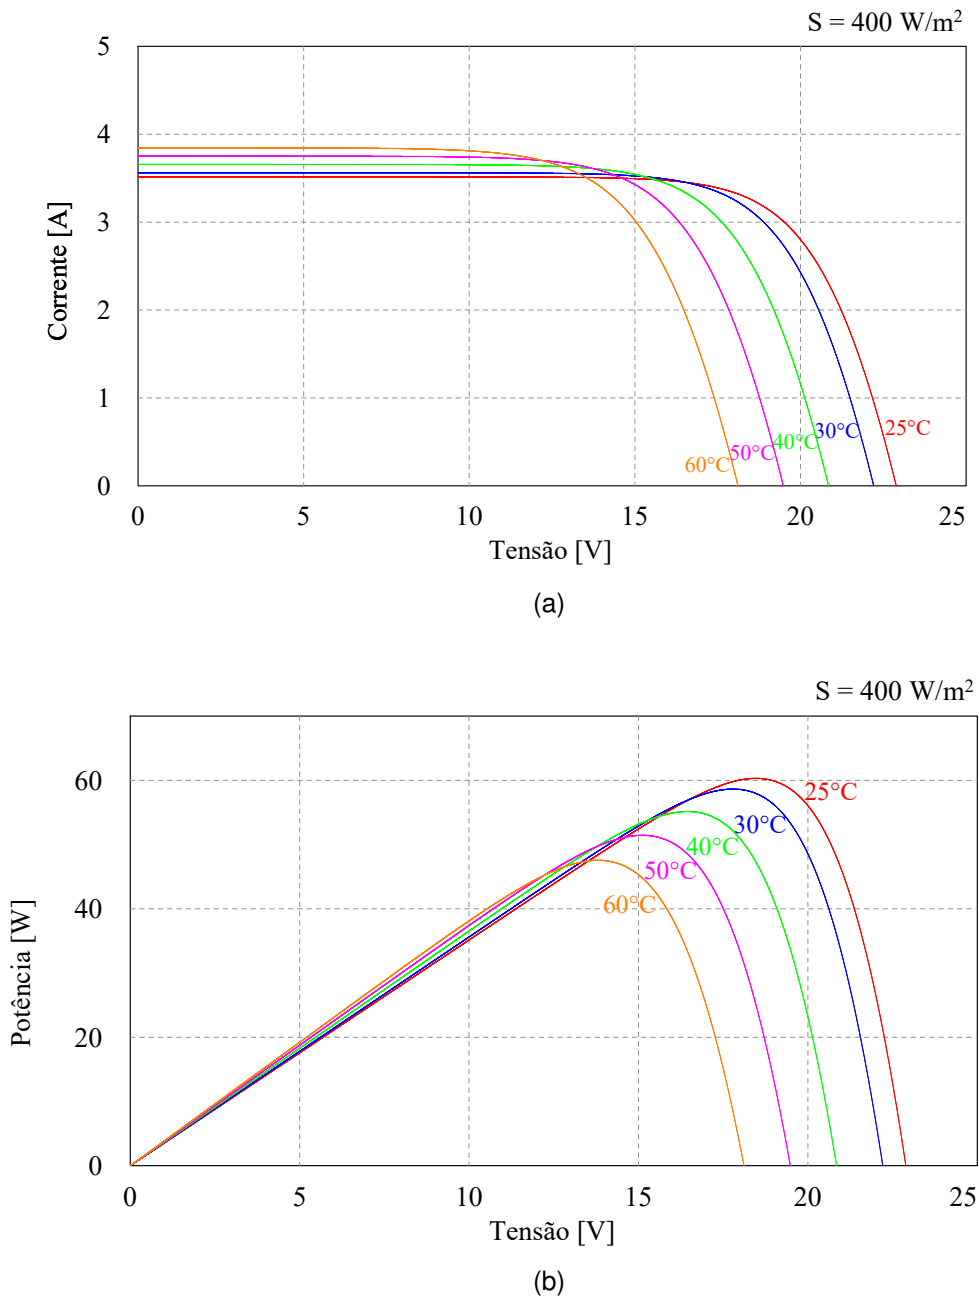 S = 400 W/m²
5
4
3
2
1
0
Corrente [A]
60°C 50°C 40°C 30°C 25°C
0 5 10 15 20 25
Tensão [V]
(a)
S = 400 W/m²
60
40
20
0
Potência [W]
25°C
30°C
40°C
50°C
60°C
0 5 10 15 20 25
Tensão [V]
(b)